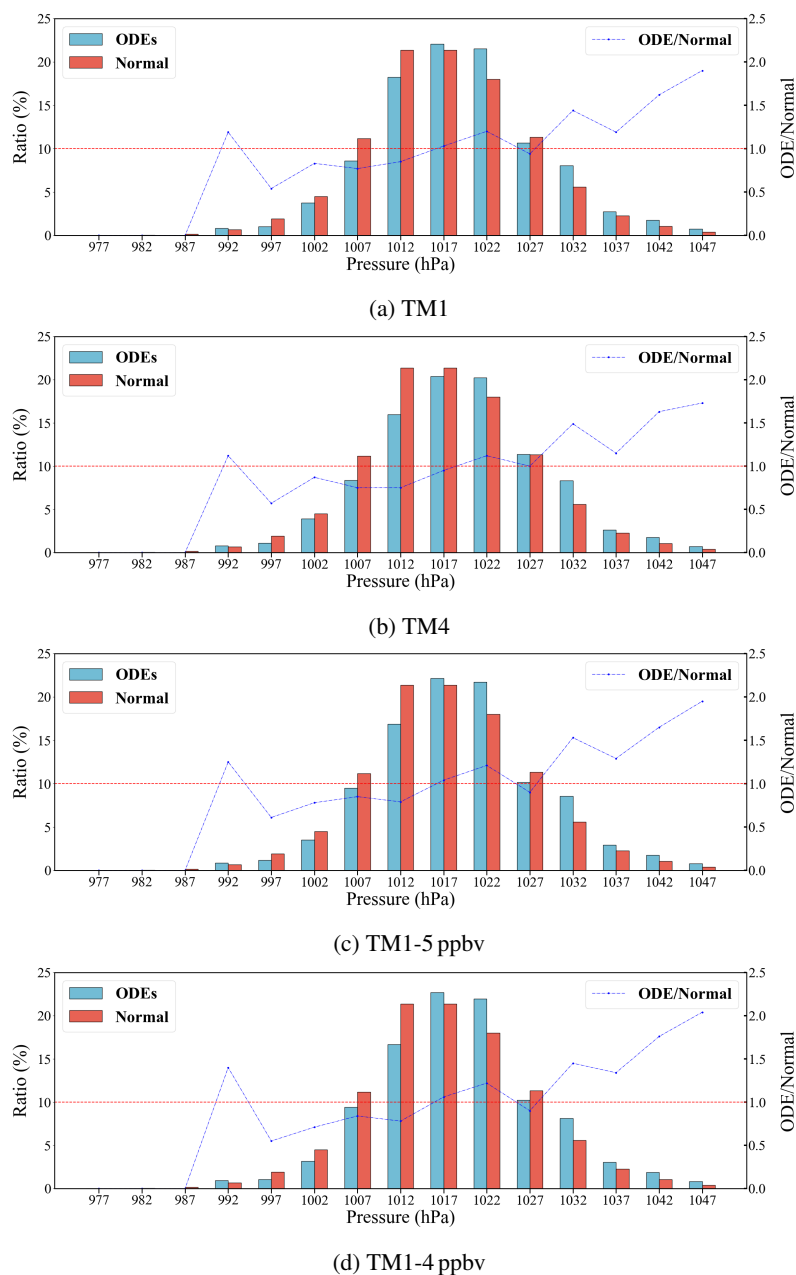 25
20
15
10
5
0
Ratio (%)
ODEs
Normal
ODE/Normal
2.5
2.0
1.5
1.0
0.5
0.0
ODE/Normal
977 982 987 992 997 1002 1007 1012 1017 1022 1027 1032 1037 1042 1047
Pressure (hPa)
(a) TM1
25
20
15
10
5
0
Ratio (%)
ODEs
Normal
ODE/Normal
2.5
2.0
1.5
1.0
0.5
0.0
ODE/Normal
977 982 987 992 997 1002 1007 1012 1017 1022 1027 1032 1037 1042 1047
Pressure (hPa)
(b) TM4
25
20
15
10
5
0
Ratio (%)
ODEs
Normal
ODE/Normal
2.5
2.0
1.5
1.0
0.5
0.0
ODE/Normal
977 982 987 992 997 1002 1007 1012 1017 1022 1027 1032 1037 1042 1047
Pressure (hPa)
(c) TM1-5 ppbv
25
20
15
10
5
0
Ratio (%)
ODEs
Normal
ODE/Normal
2.5
2.0
1.5
1.0
0.5
0.0
ODE/Normal
977 982 987 992 997 1002 1007 1012 1017 1022 1027 1032 1037 1042 1047
Pressure (hPa)
(d) TM1-4 ppbv